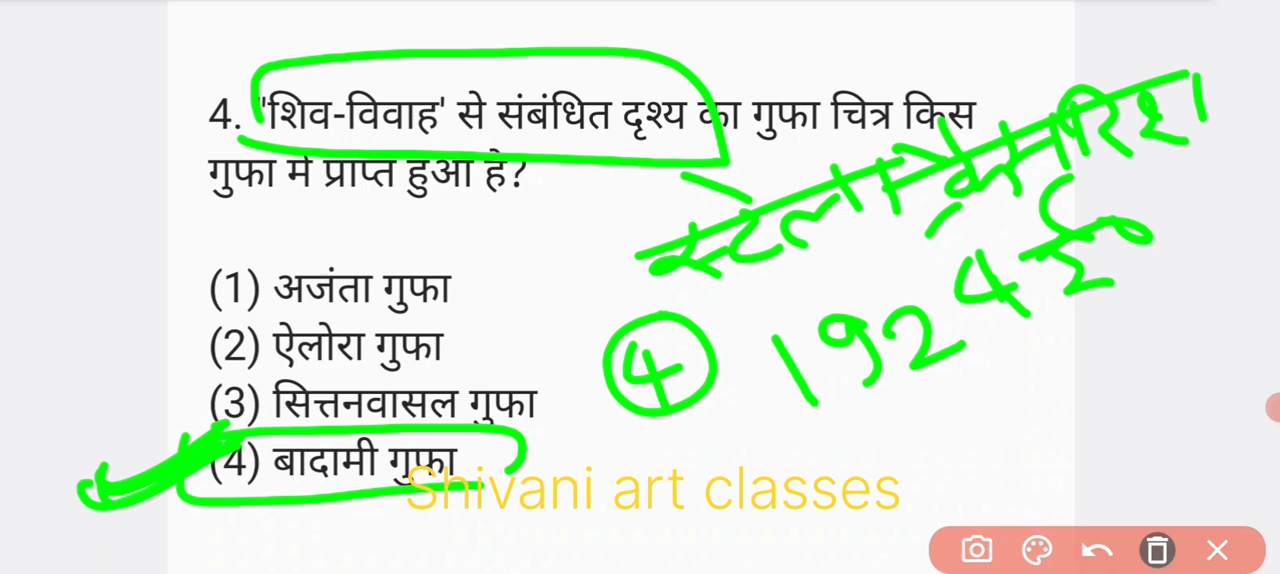 4. 'शिव-विवाह' से संबंधित दृश्य का गुफा चित्र किस
गुफा में प्राप्त हुआ है?
स्टेला क्रेमरिश
(1) अजंता गुफा
(2) ऐलोरा गुफा
(3) सित्तनवासल गुफा
(4) बादामी गुफा
4 1924 ई०
Shivani art classes